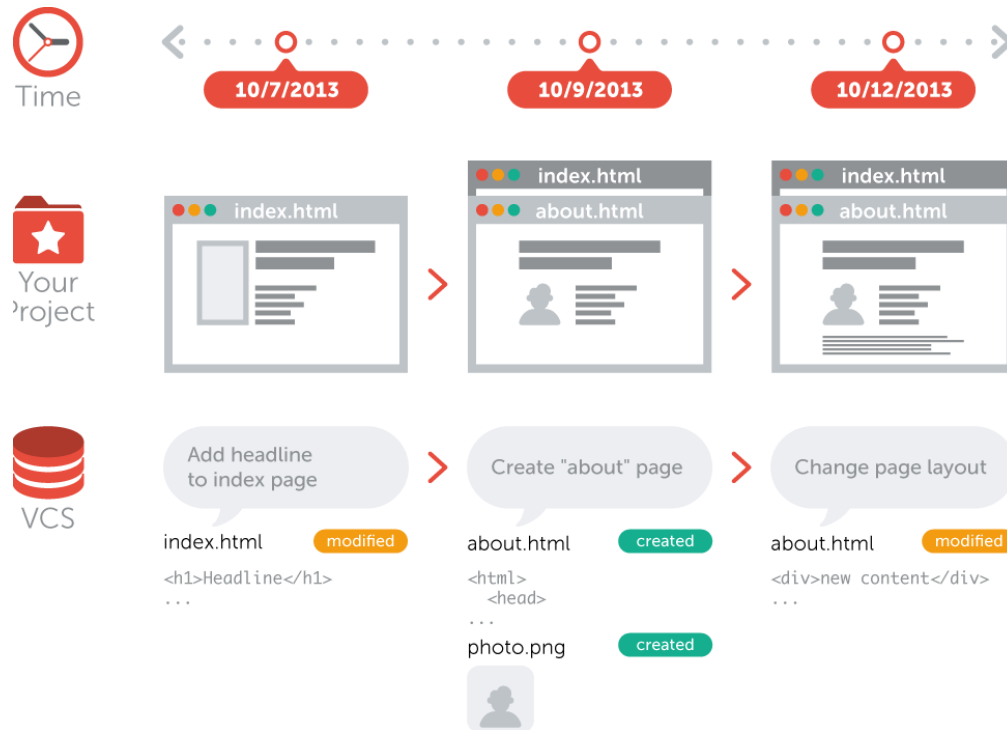 Time
10/7/2013
10/9/2013
10/12/2013
Your
Project
index.html
index.html
about.html
index.html
about.html
VCS
Add headline
to index page
index.html
modified
<h1>Headline</h1>
...
Create "about" page
about.html
created
<html>
<head>
...
photo.png
created
Change page layout
about.html
modified
<div>new content</div>
...